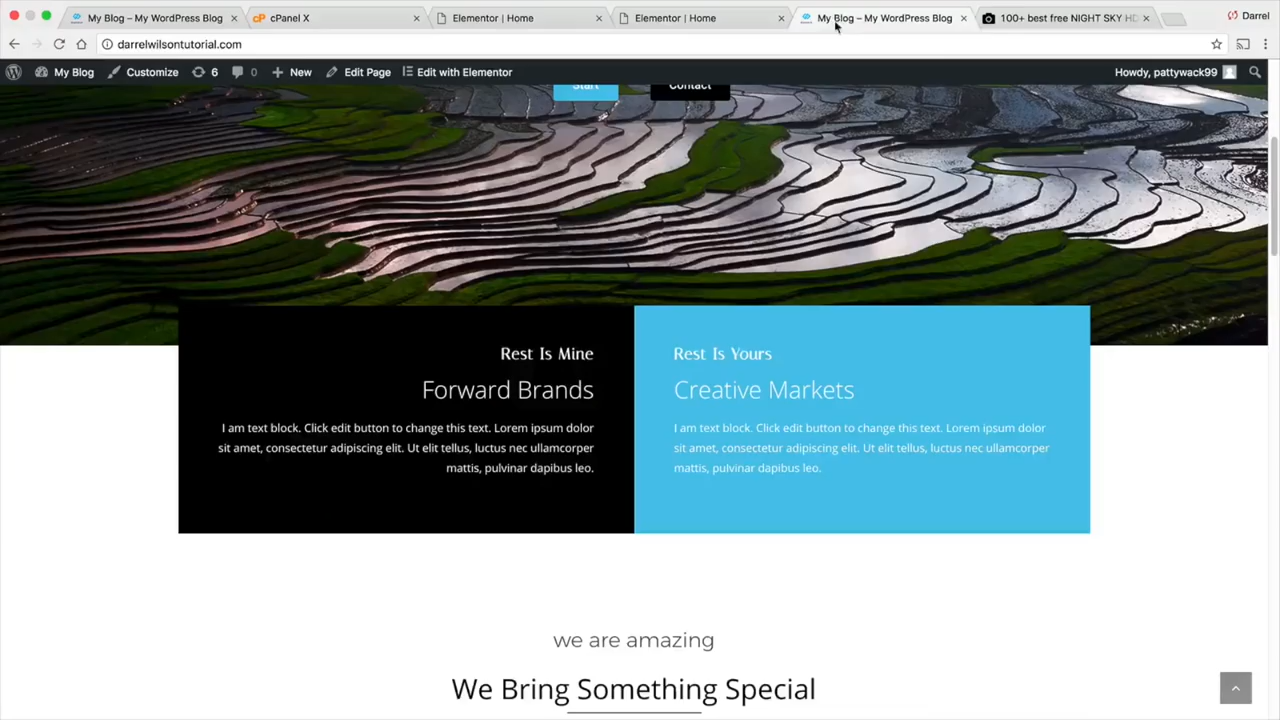 My Blog – My WordPress Blog
cPanel X
Elementor | Home
Elementor | Home
My Blog – My WordPress Blog
100+ best free NIGHT SKY HD
Darrel
darrelwilsontutorial.com
My Blog
Customize
6
0
New
Edit Page
Edit with Elementor
Howdy, pattywack99
Start
Contact
Rest Is Mine
Forward Brands
I am text block. Click edit button to change this text. Lorem ipsum dolor
sit amet, consectetur adipiscing elit. Ut elit tellus, luctus nec ullamcorper
mattis, pulvinar dapibus leo.
Rest Is Yours
Creative Markets
I am text block. Click edit button to change this text. Lorem ipsum dolor
sit amet, consectetur adipiscing elit. Ut elit tellus, luctus nec ullamcorper
mattis, pulvinar dapibus leo.
we are amazing
We Bring Something Special